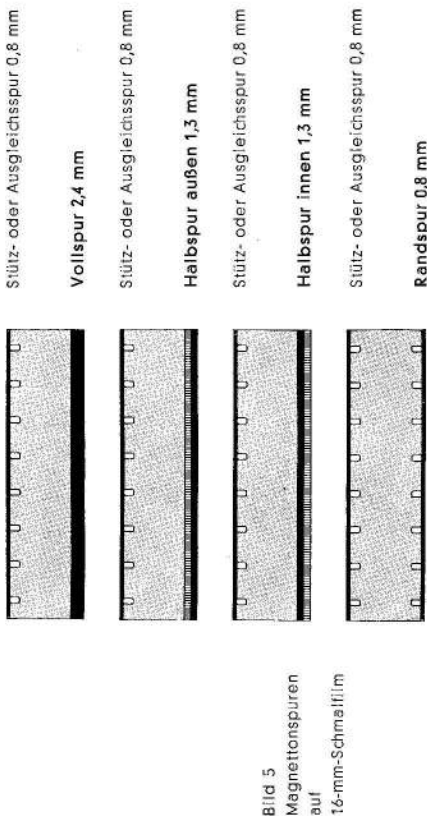 Stütz- oder Ausgleichsspur 0,8 mm
Vollspur 2,4 mm
Stütz- oder Ausgleichsspur 0,8 mm
Halbspur außen 1,3 mm
Stütz- oder Ausgleichsspur 0,8 mm
Halbspur innen 1,3 mm
Stütz- oder Ausgleichsspur 0,8 mm
Randspur 0,8 mm
Bild 5
Magnettonspuren
auf
16-mm-Schmalfilm